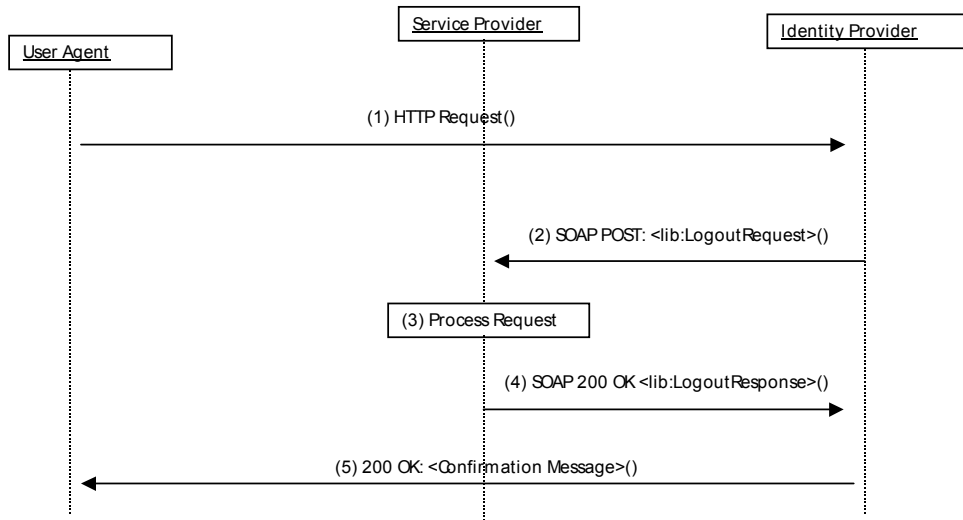 Service Provider
Identity Provider
User Agent
(1) HTTP Request()
(2) SOAP POST: <lib:LogoutRequest>()
(3) Process Request
(4) SOAP 200 OK <lib:LogoutResponse>()
(5) 200 OK: <Confirmation Message>()